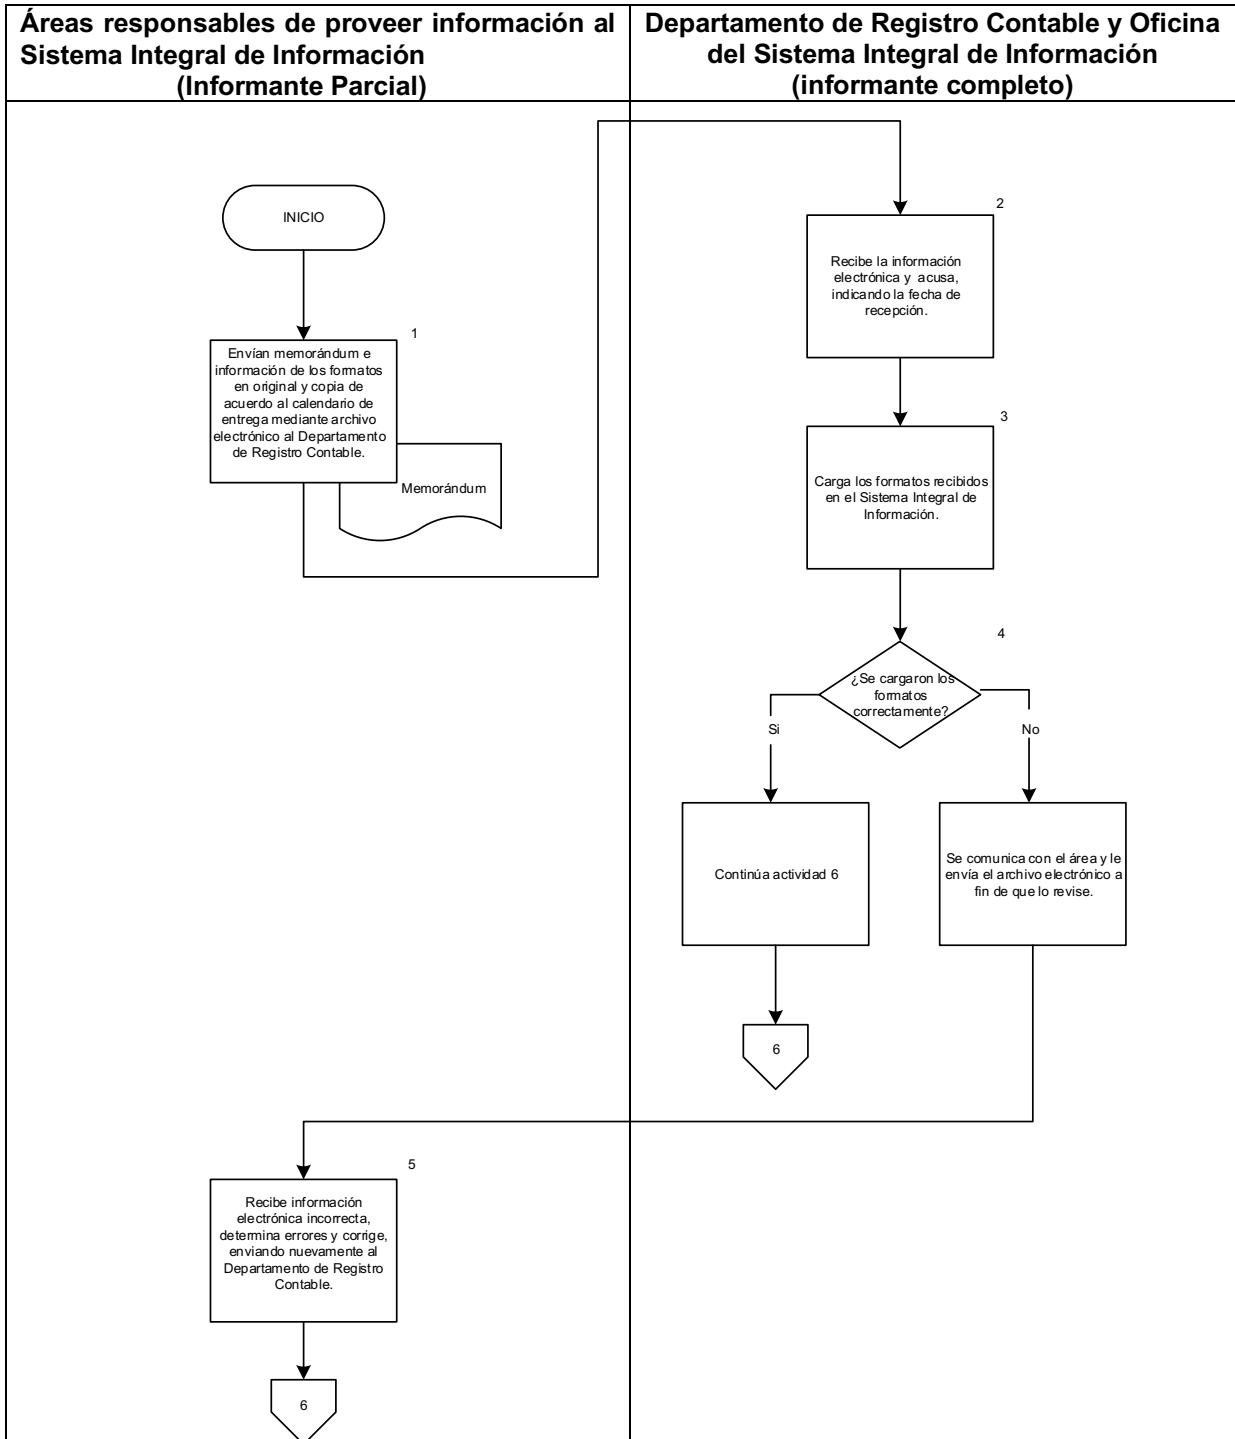 Áreas responsables de proveer información al
Sistema Integral de Información
(Informante Parcial)
Departamento de Registro Contable y Oficina
del Sistema Integral de Información
(informante completo)
INICIO
1
Envían memorándum e
información de los formatos
en original y copia de
acuerdo al calendario de
entrega mediante archivo
electrónico al Departamento
de Registro Contable.
Memorándum
2
Recibe la información
electrónica y acusa,
indicando la fecha de
recepción.
3
Carga los formatos recibidos
en el Sistema Integral de
Información.
4
¿Se cargaron los
formatos
correctamente?
Si
No
Continúa actividad 6
Se comunica con el área y le
envía el archivo electrónico a
fin de que lo revise.
6
5
Recibe información
electrónica incorrecta,
determina errores y corrige,
enviando nuevamente al
Departamento de Registro
Contable.
6